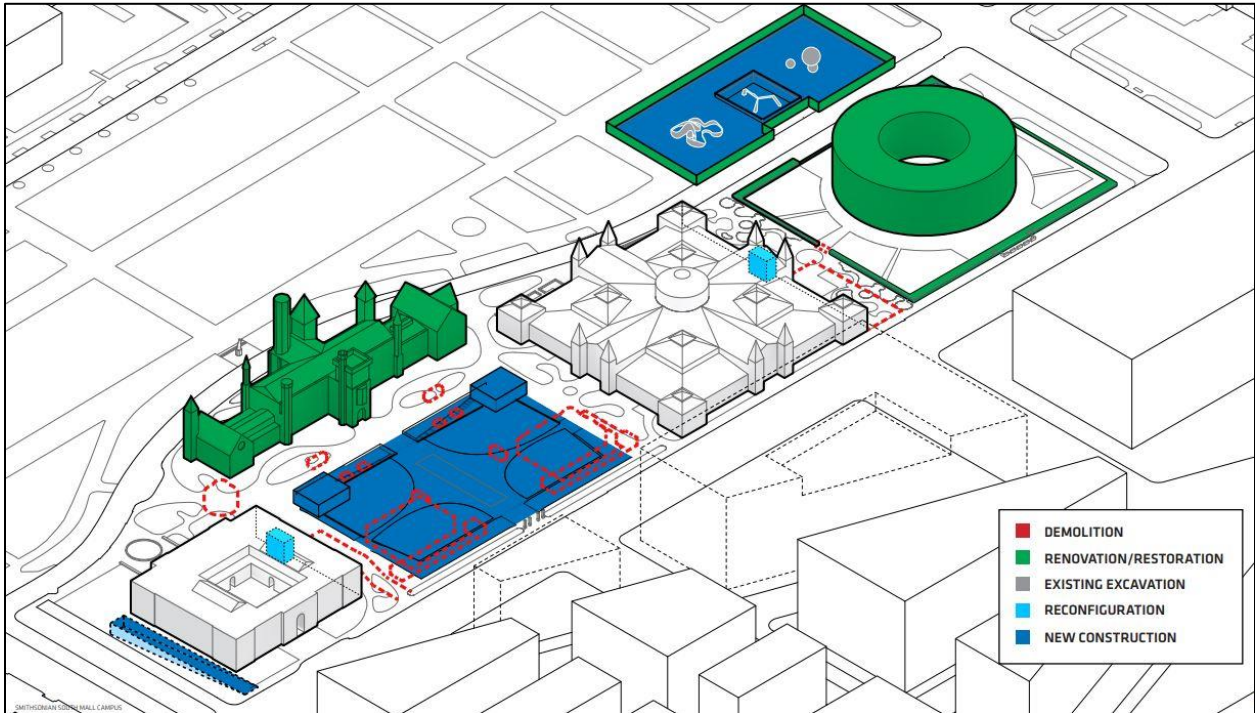 DEMOLITION
RENOVATION/RESTORATION
EXISTING EXCAVATION
RECONFIGURATION
NEW CONSTRUCTION
SMITHSONIAN SOUTH MALL CAMPUS